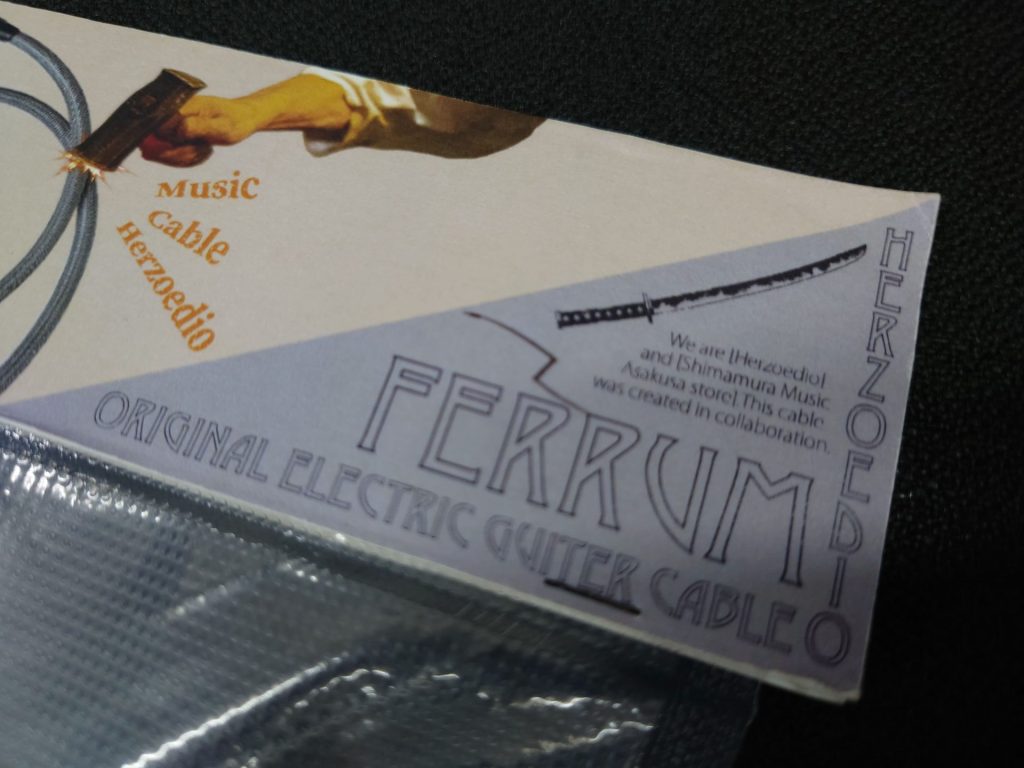 Music
Cable
Herzoedio
We are [Herzoedio]
and [Shimamura Music
Asakusa store]. This cable
was created in collaboration.
FERRUM
ORIGINAL ELECTRIC GUITER CABLE
HERZOEDIO